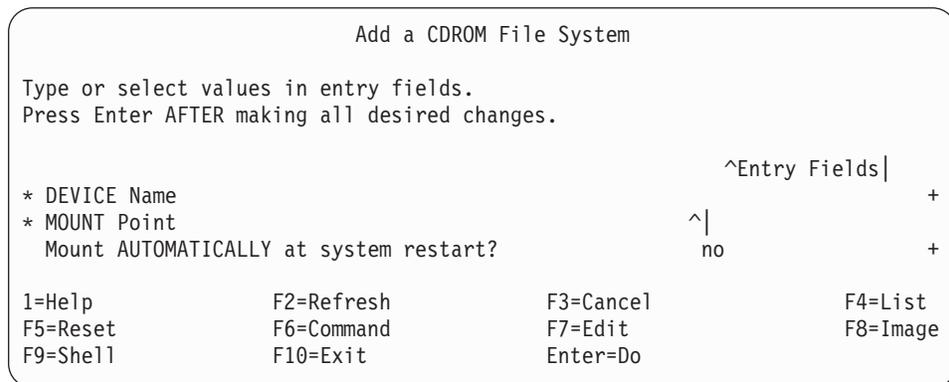 Add a CDROM File System
Type or select values in entry fields.
Press Enter AFTER making all desired changes.
^Entry Fields|
* DEVICE Name +
* MOUNT Point ^|
Mount AUTOMATICALLY at system restart? no +
1=Help F2=Refresh F3=Cancel F4=List
F5=Reset F6=Command F7=Edit F8=Image
F9=Shell F10=Exit Enter=Do